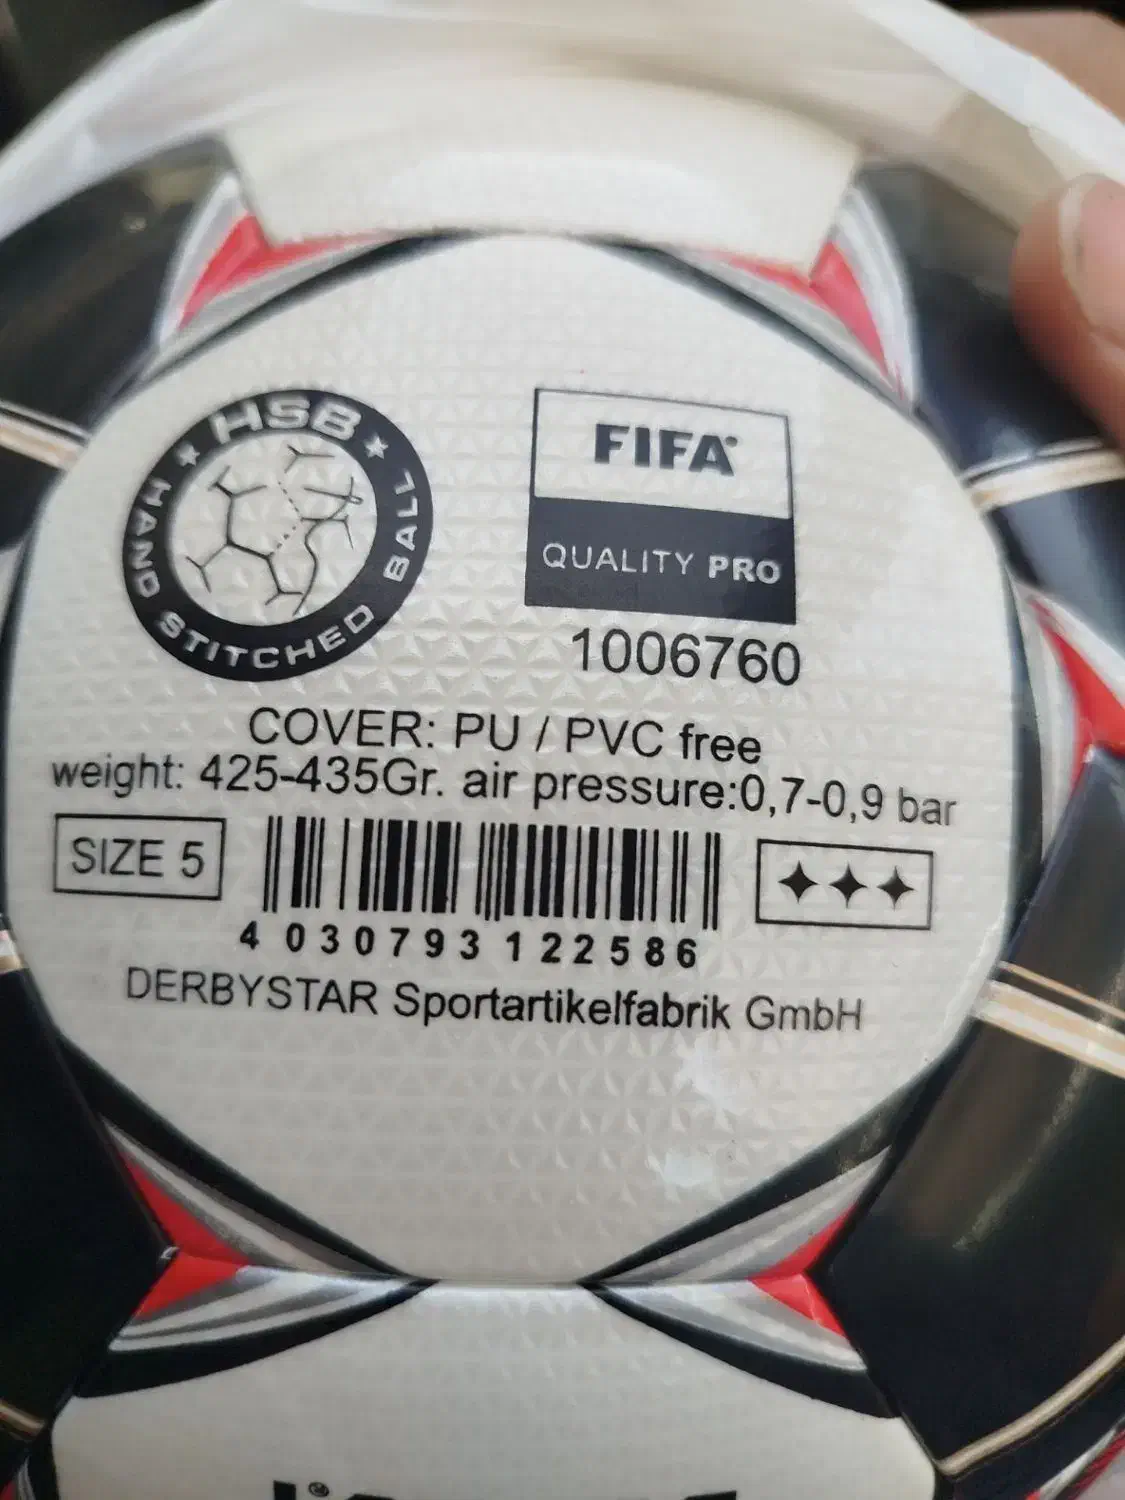 HSB
HAND STITCHED BALL
FIFA®
QUALITY PRO
1006760
COVER: PU / PVC free
weight: 425-435Gr. air pressure:0,7-0,9 bar
SIZE 5
4 030793 122586
DERBYSTAR Sportartikelfabrik GmbH